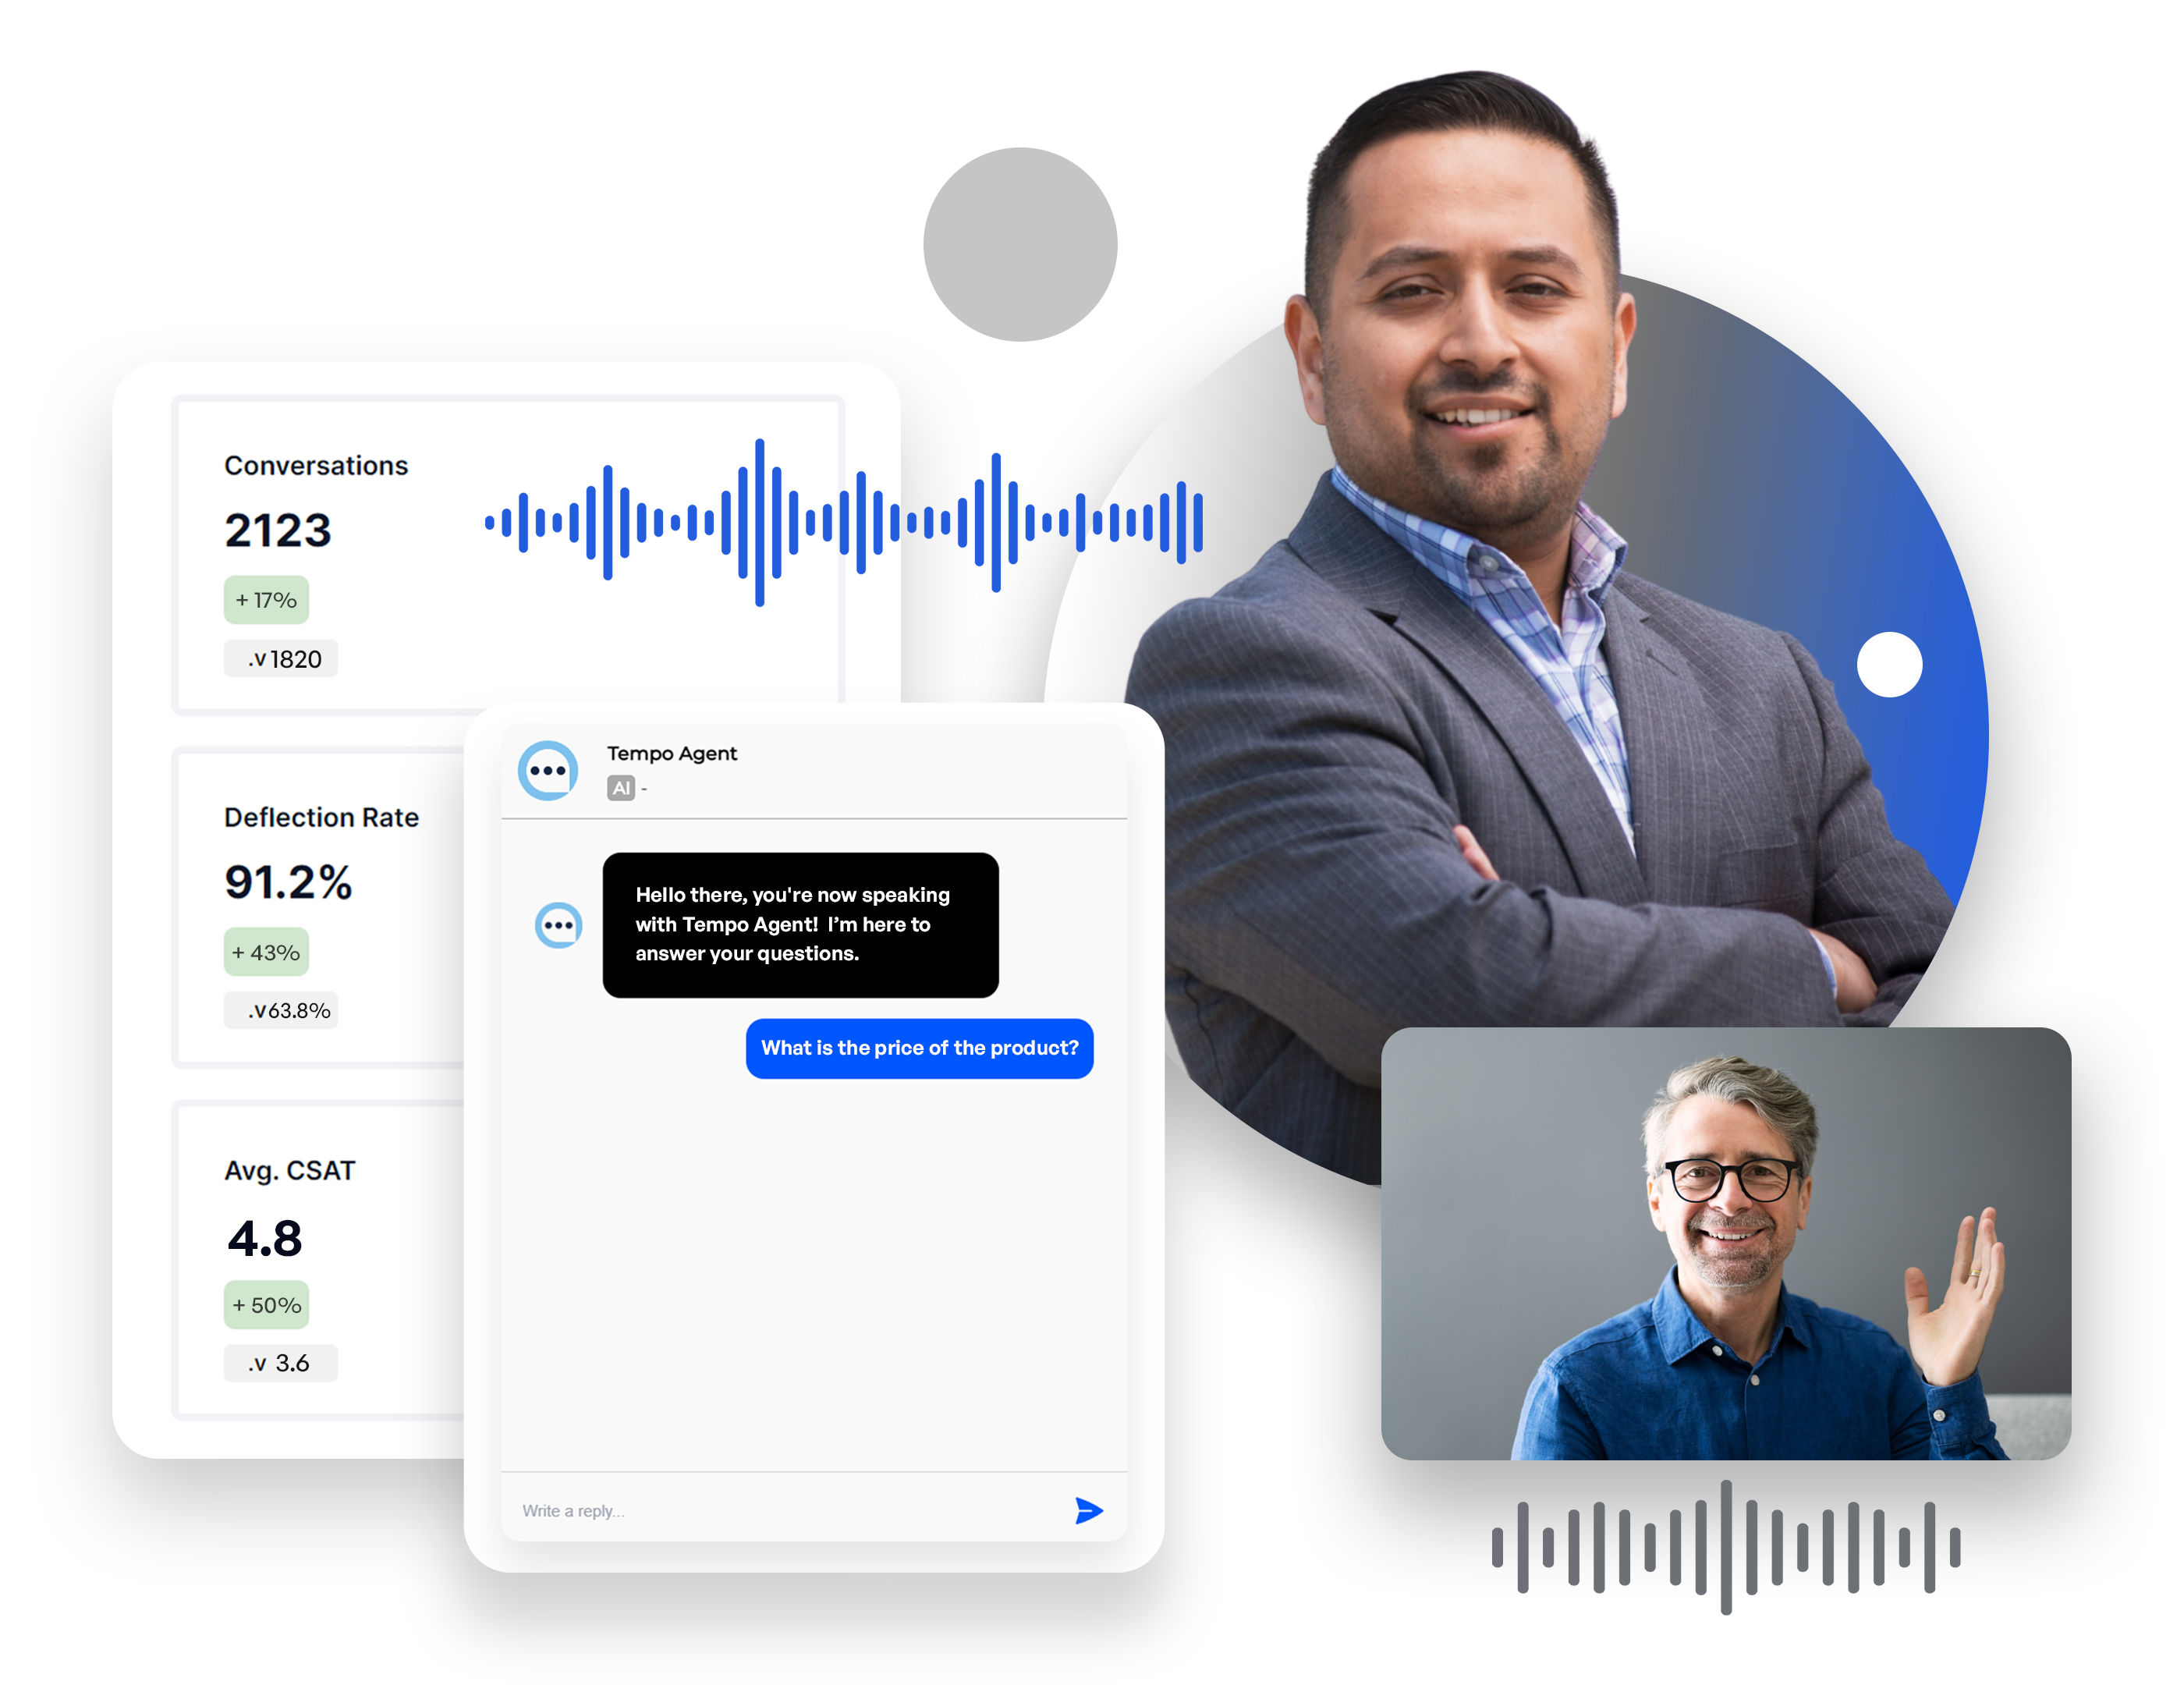 Conversations
2123
+ 17%
.v 1820
Deflection Rate
91.2%
+ 43%
.v 63.8%
Avg. CSAT
4.8
+ 50%
.v 3.6
Tempo Agent
AI -
Hello there, you're now speaking
with Tempo Agent!  I’m here to
answer your questions.
What is the price of the product?
Write a reply...